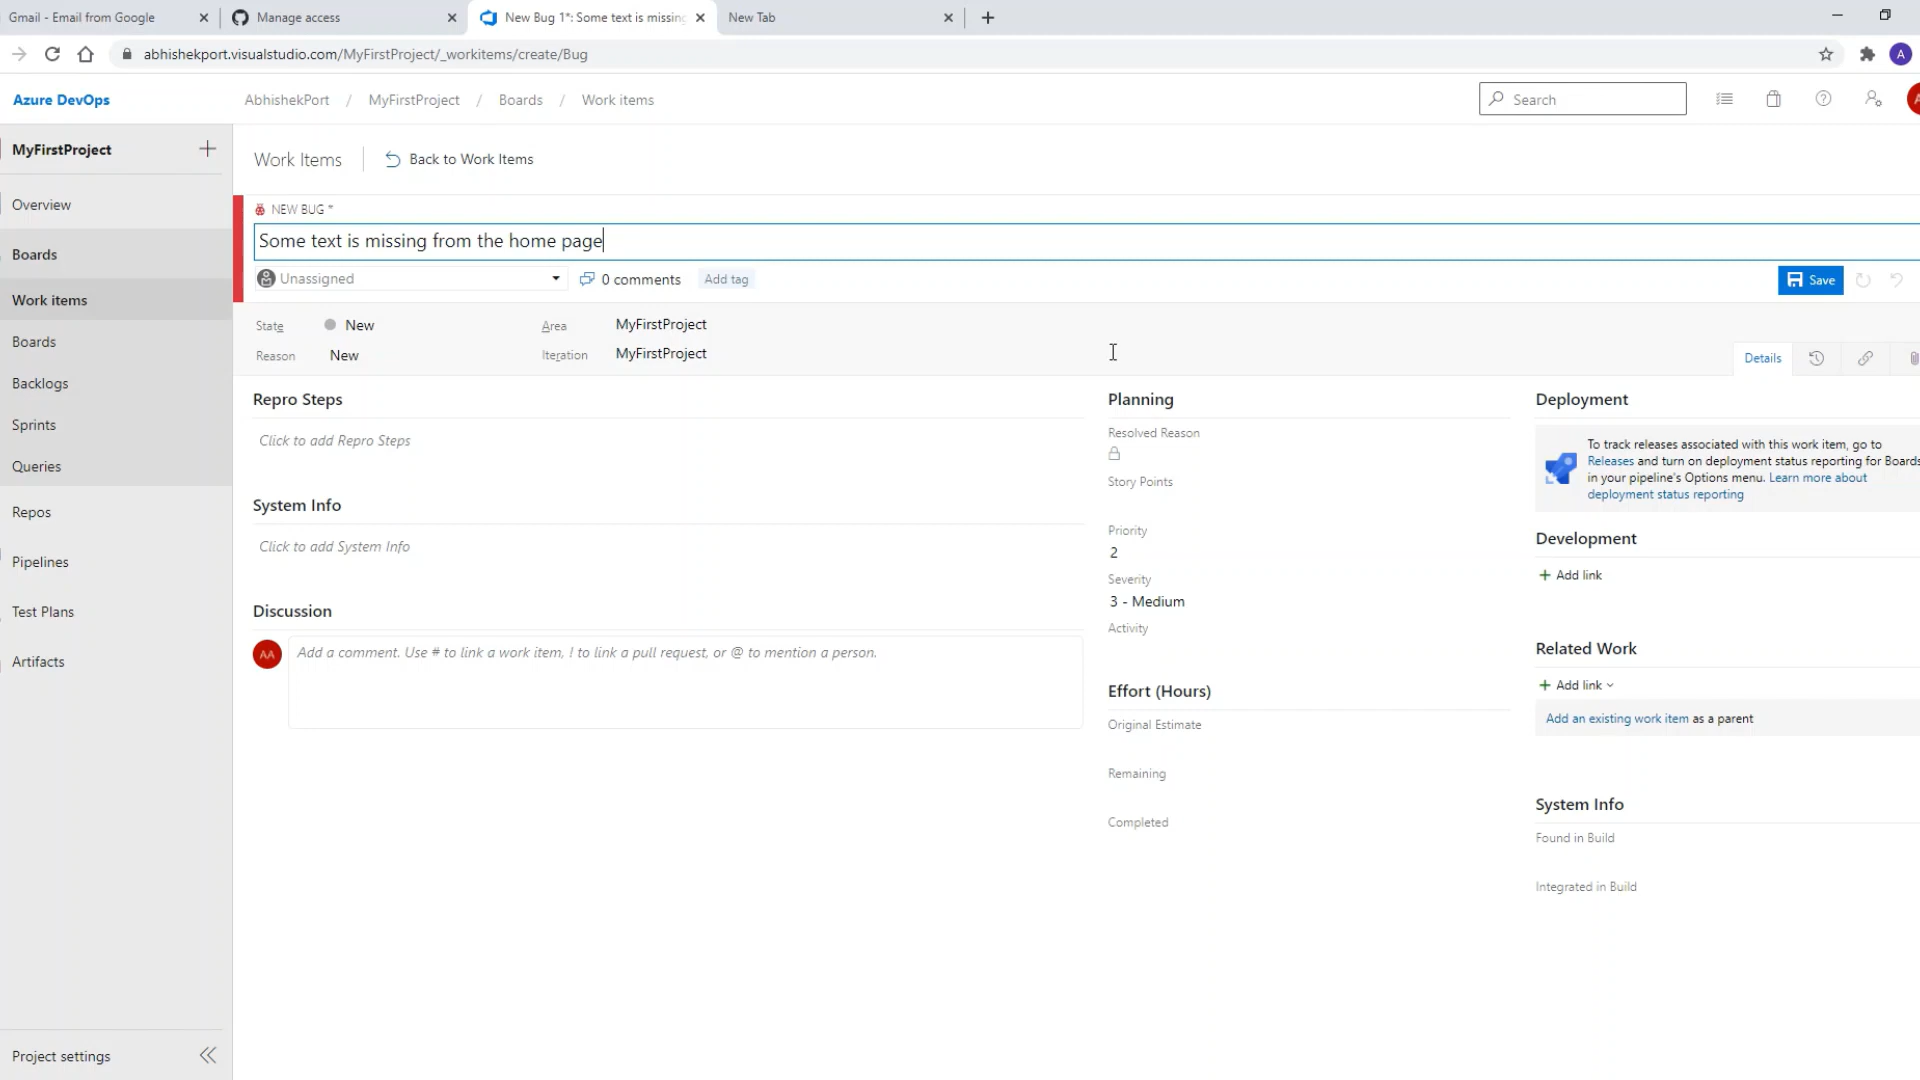 Gmail - Email from Google
Manage access
New Bug 1*: Some text is missing
New Tab
abhishekport.visualstudio.com/MyFirstProject/_workitems/create/Bug
A
Azure DevOps
AbhishekPort / MyFirstProject / Boards / Work items
Search
MyFirstProject
Overview
Boards
Work items
Boards
Backlogs
Sprints
Queries
Repos
Pipelines
Test Plans
Artifacts
Project settings
Work Items
Back to Work Items
NEW BUG *
Some text is missing from the home page
Unassigned
0 comments
Add tag
Save
State
New
Area
MyFirstProject
Reason
New
Iteration
MyFirstProject
Details
Repro Steps
Click to add Repro Steps
System Info
Click to add System Info
Discussion
AA
Add a comment. Use # to link a work item, ! to link a pull request, or @ to mention a person.
Planning
Resolved Reason
Story Points
Priority
2
Severity
3 - Medium
Activity
Effort (Hours)
Original Estimate
Remaining
Completed
Deployment
To track releases associated with this work item, go to
Releases and turn on deployment status reporting for Boards
in your pipeline's Options menu. Learn more about
deployment status reporting
Development
+ Add link
Related Work
+ Add link
Add an existing work item as a parent
System Info
Found in Build
Integrated in Build